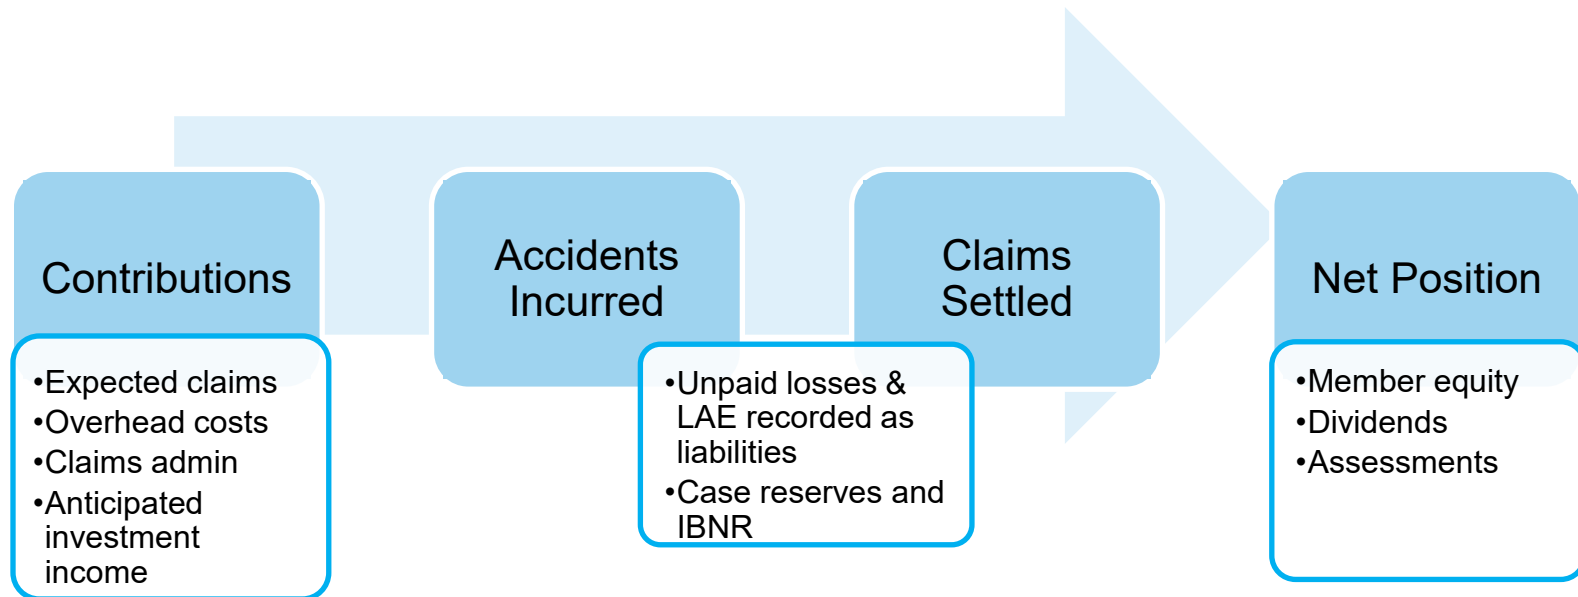 Contributions
•Expected claims
•Overhead costs
•Claims admin
•Anticipated
investment
income
Accidents
Incurred
•Unpaid losses &
LAE recorded as
liabilities
•Case reserves and
IBNR
Claims
Settled
Net Position
•Member equity
•Dividends
•Assessments